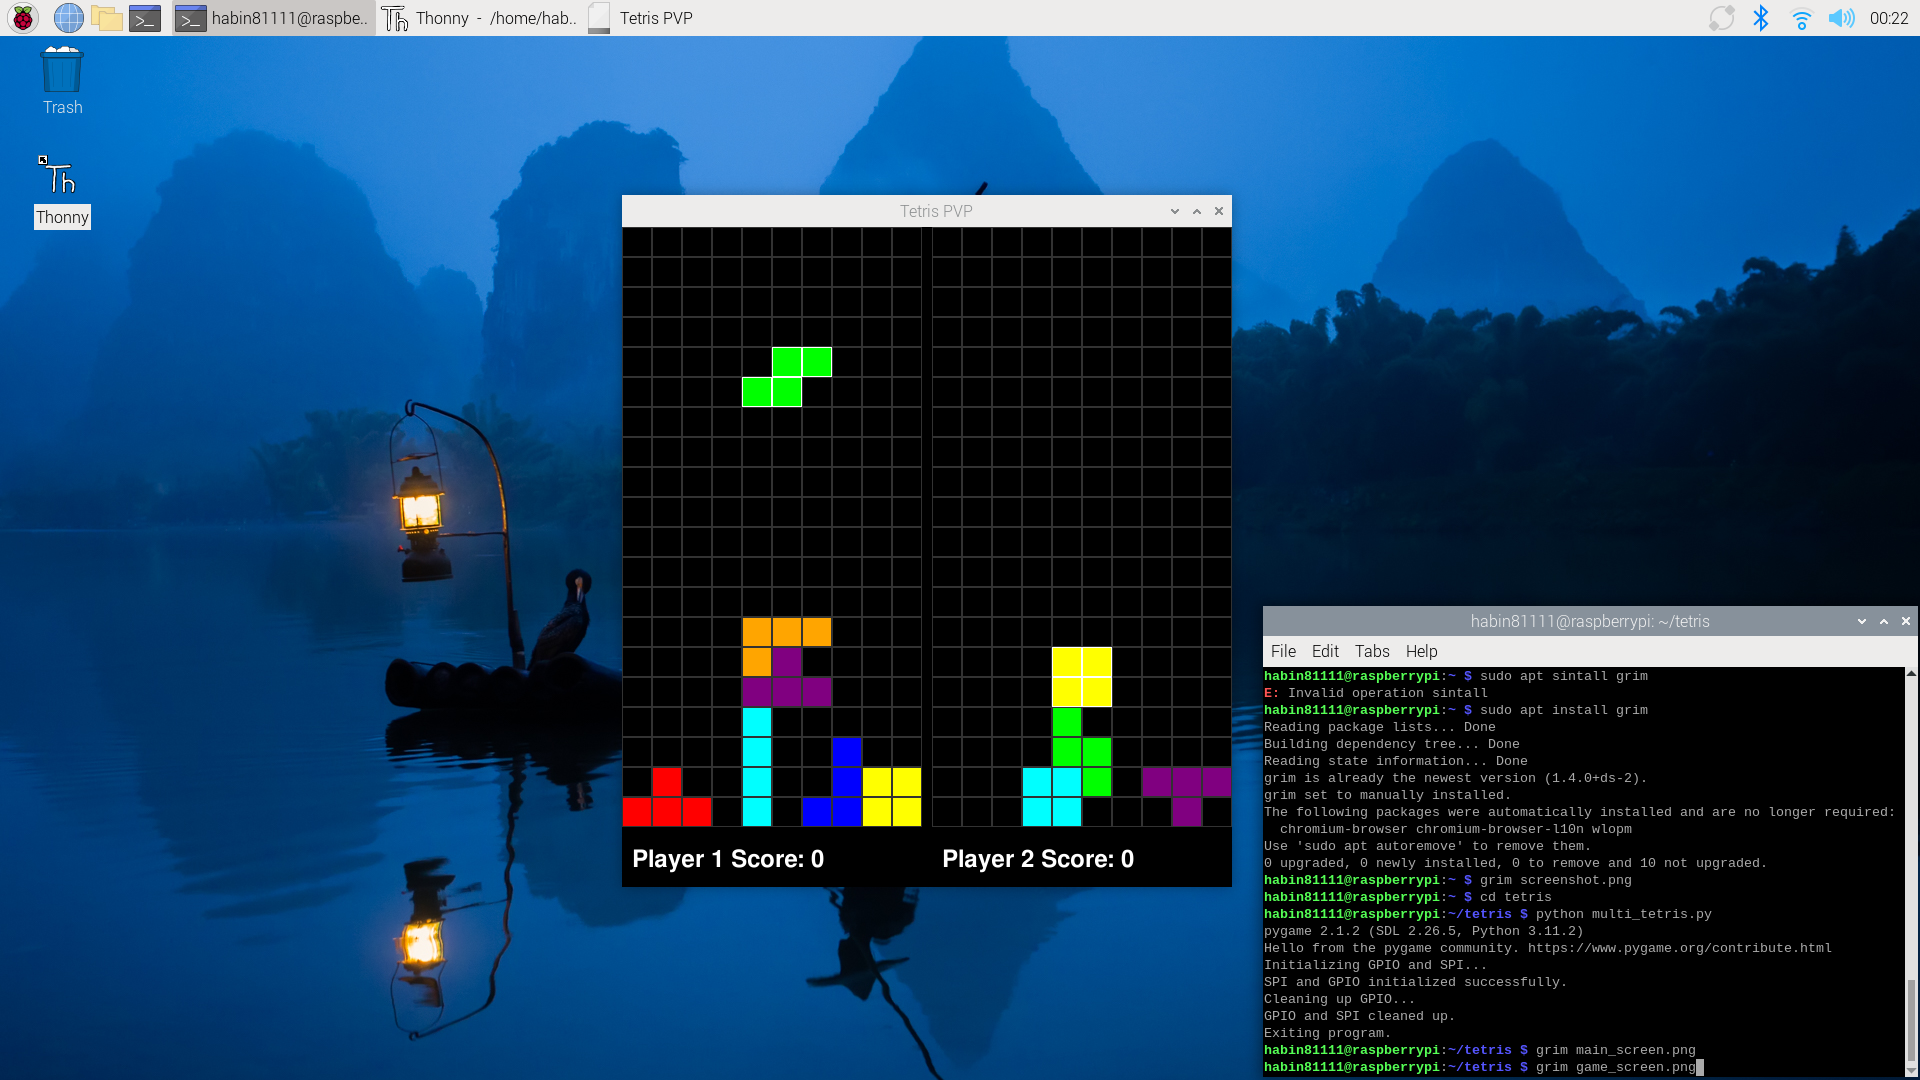 habin81111@raspbe..
Thonny - /home/hab..
Tetris PVP
00:22
Trash
Th
Thonny
Tetris PVP
Player 1 Score: 0
Player 2 Score: 0
habin81111@raspberrypi: ~/tetris
File Edit Tabs Help
habin81111@raspberrypi:~ $ sudo apt sintall grim
E: Invalid operation sintall
habin81111@raspberrypi:~ $ sudo apt install grim
Reading package lists... Done
Building dependency tree... Done
Reading state information... Done
grim is already the newest version (1.4.0+ds-2).
grim set to manually installed.
The following packages were automatically installed and are no longer required:
chromium-browser chromium-browser-l10n wlopm
Use 'sudo apt autoremove' to remove them.
0 upgraded, 0 newly installed, 0 to remove and 10 not upgraded.
habin81111@raspberrypi:~ $ grim screenshot.png
habin81111@raspberrypi:~ $ cd tetris
habin81111@raspberrypi:~/tetris $ python multi_tetris.py
pygame 2.1.2 (SDL 2.26.5, Python 3.11.2)
Hello from the pygame community. https://www.pygame.org/contribute.html
Initializing GPIO and SPI...
SPI and GPIO initialized successfully.
Cleaning up GPIO...
GPIO and SPI cleaned up.
Exiting program.
habin81111@raspberrypi:~/tetris $ grim main_screen.png
habin81111@raspberrypi:~/tetris $ grim game_screen.png